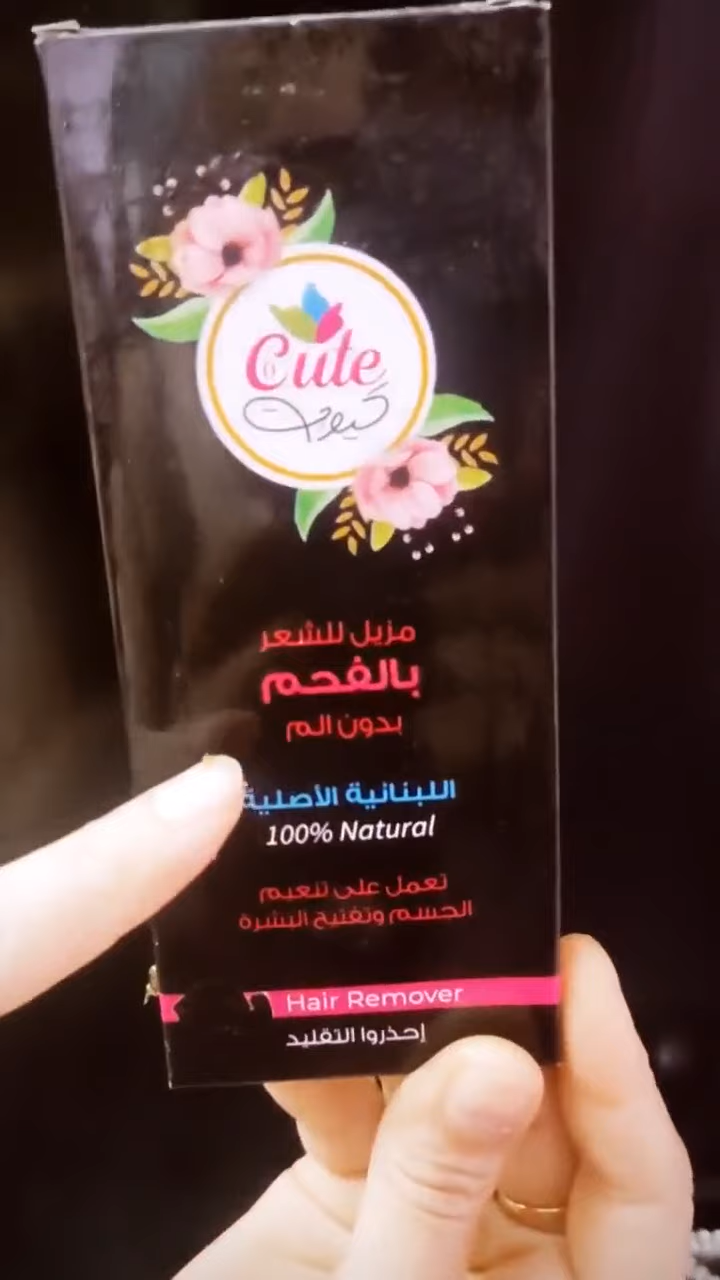 Cute
كيوت
مزيل للشعر
بالفحم
بدون الم
اللبنانية الأصلية
100% Natural
تعمل على تنعيم
الجسم وتفتيح البشرة
Hair Remover
إحذروا التقليد